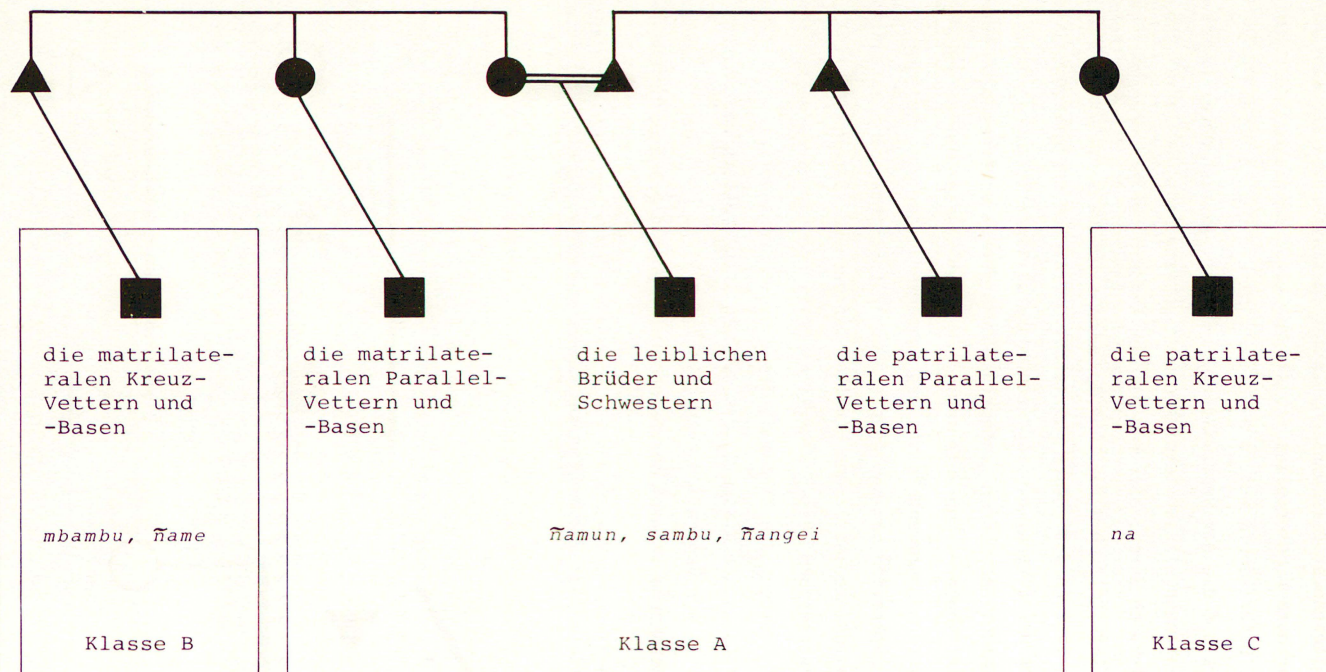 die matrilate-
ralen Kreuz-
Vettern und
-Basen
die matrilate-
ralen Parallel-
Vettern und
-Basen
die leiblichen
Brüder und
Schwestern
die patrilate-
ralen Parallel-
Vettern und
-Basen
die patrilate-
ralen Kreuz-
Vettern und
-Basen
mbambu, ñame
ñamun, sambu, ñangei
na
Klasse B
Klasse A
Klasse C